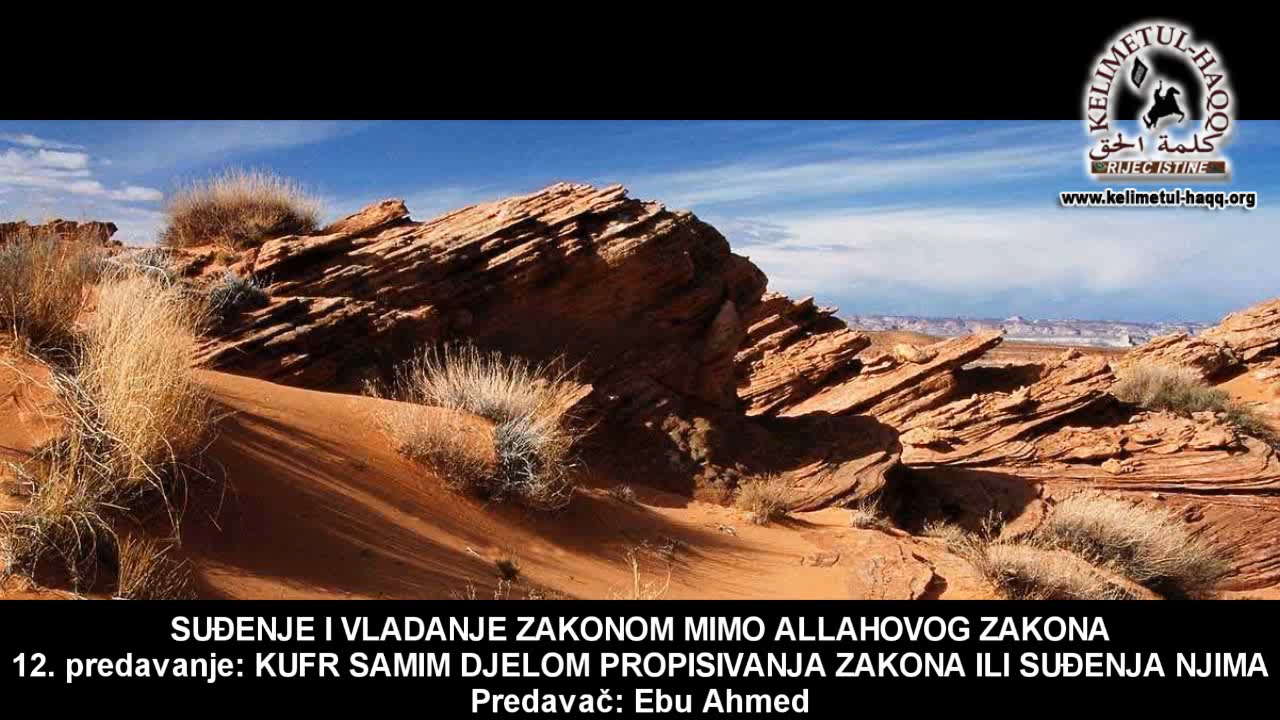 KELIMETUL-HAQQ
كلمة الحق
RIJEC ISTINE
www.kelimetul-haqq.org
SUĐENJE I VLADANJE ZAKONOM MIMO ALLAHOVOG ZAKONA
12. predavanje: KUFR SAMIM DJELOM PROPISIVANJA ZAKONA ILI SUĐENJA NJIMA
Predavač: Ebu Ahmed